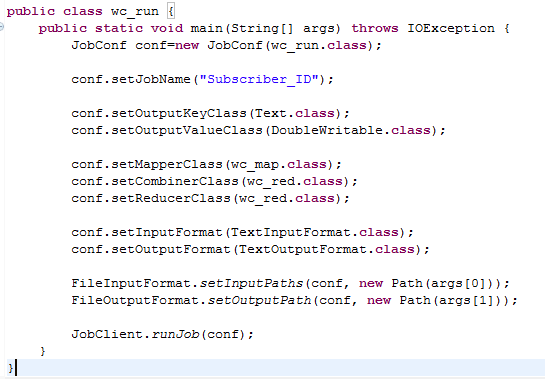 public class wc_run {
public static void main(String[] args) throws IOException {
JobConf conf=new JobConf(wc_run.class);
conf.setJobName("Subscriber_ID");
conf.setOutputKeyClass(Text.class);
conf.setOutputValueClass(DoubleWritable.class);
conf.setMapperClass(wc_map.class);
conf.setCombinerClass(wc_red.class);
conf.setReducerClass(wc_red.class);
conf.setInputFormat(TextInputFormat.class);
conf.setOutputFormat(TextOutputFormat.class);
FileInputFormat.setInputPaths(conf, new Path(args[0]));
FileOutputFormat.setOutputPath(conf, new Path(args[1]));
JobClient.runJob(conf);
}
}